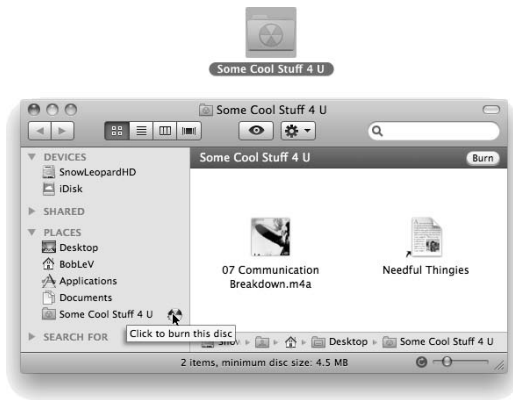 Some Cool Stuff 4 U
Some Cool Stuff 4 U
Some Cool Stuff 4 U
Burn
DEVICES
SnowLeopardHD
iDisk
SHARED
PLACES
Desktop
BobLeV
Applications
Documents
Some Cool Stuff 4 U
SEARCH FOR
07 Communication
Breakdown.m4a
Needful Thingies
Click to burn this disc
Desktop
Some Cool Stuff 4 U
2 items, minimum disc size: 4.5 MB